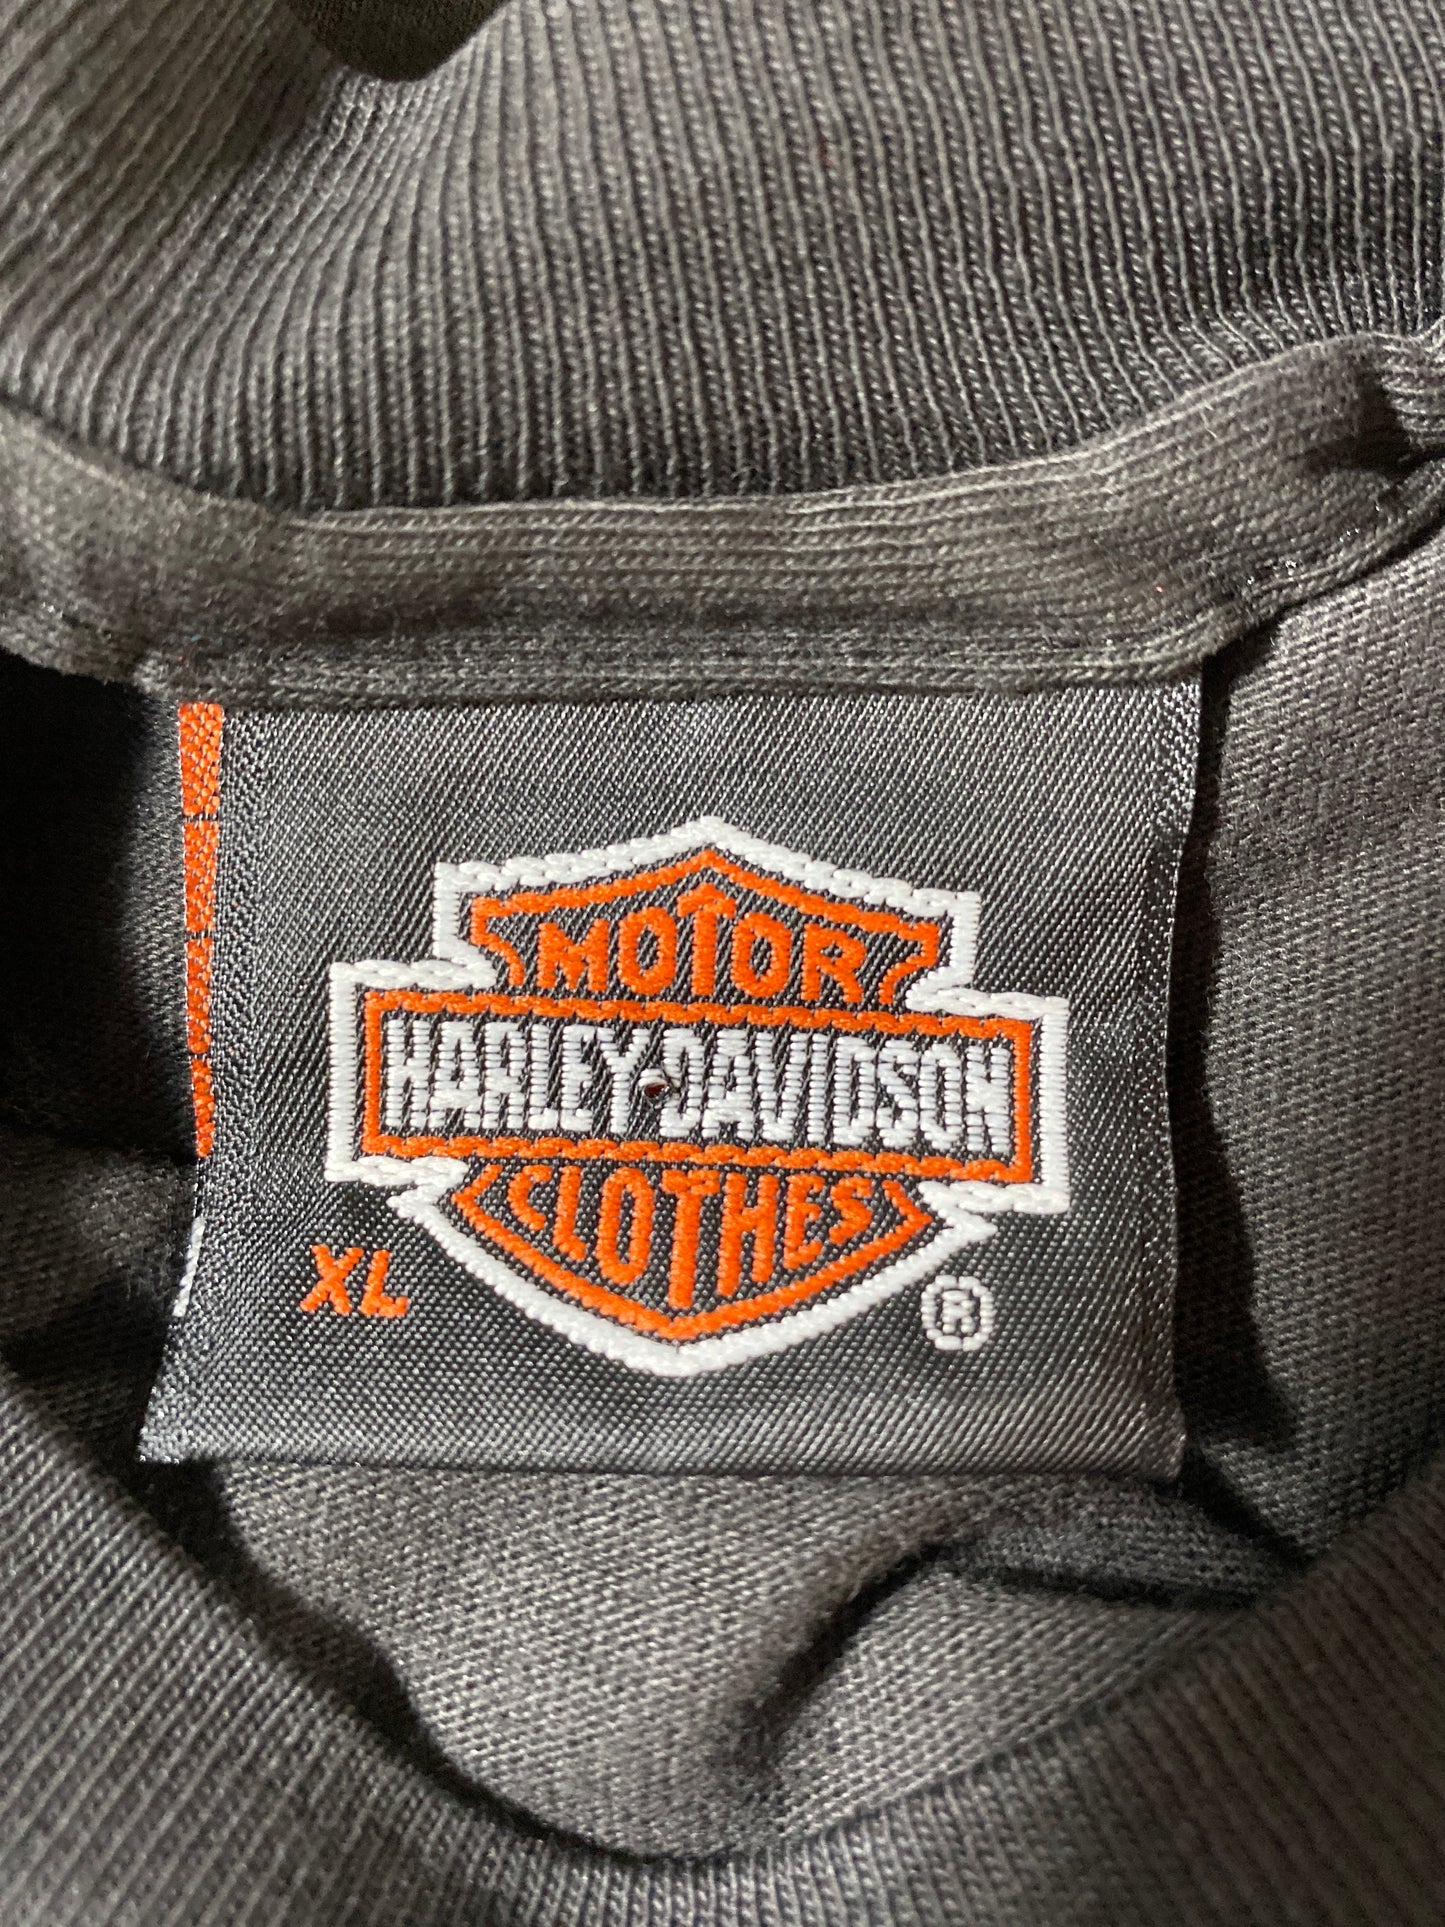 MOTOR
HARLEY-DAVIDSON
CLOTHES
XL
®